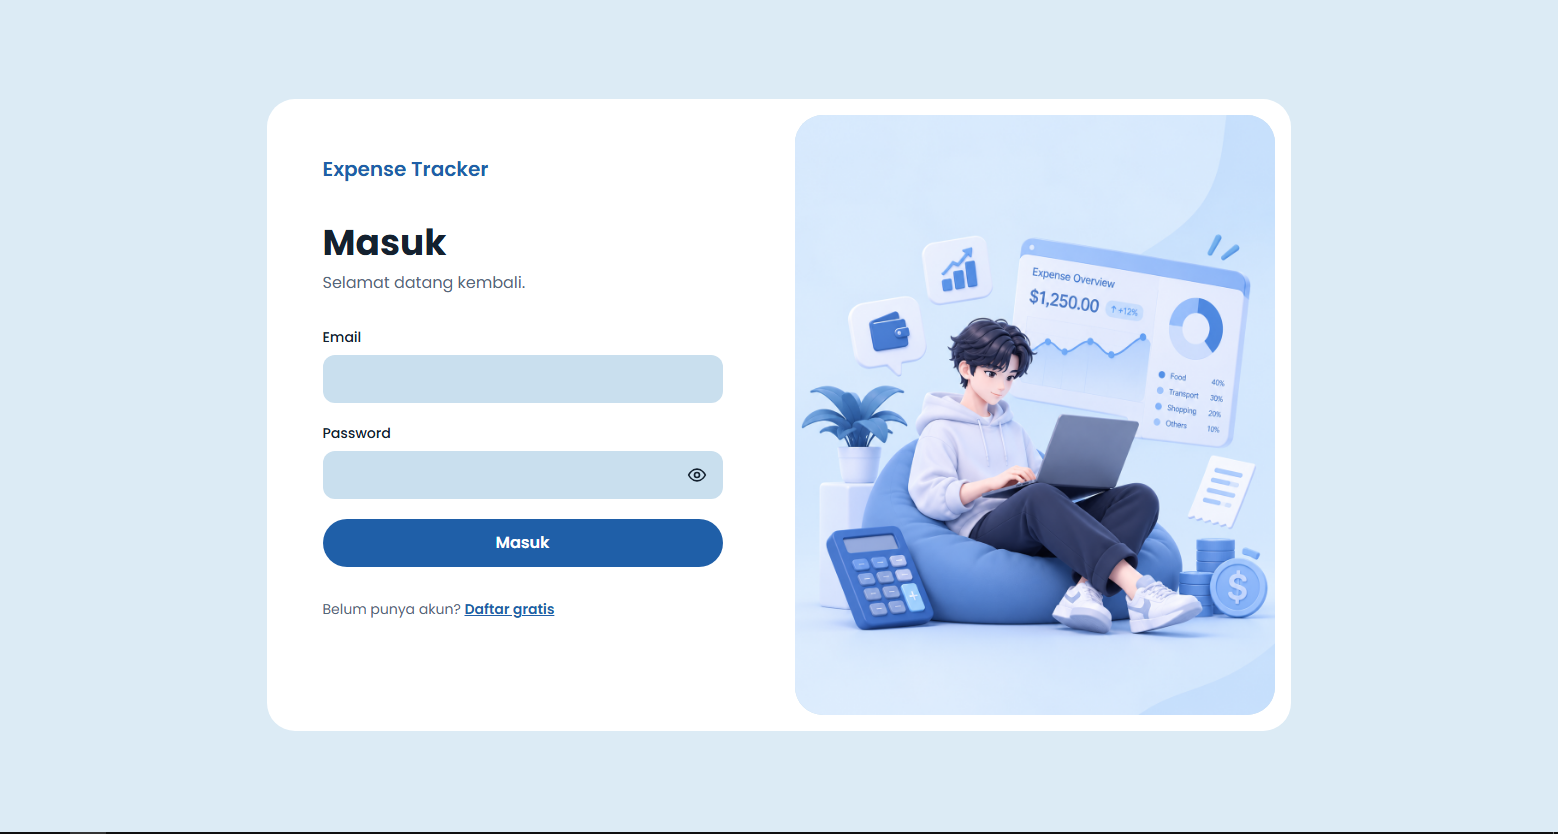 Expense Tracker
Masuk
Selamat datang kembali.
Email
Password
Masuk
Belum punya akun? Daftar gratis
Expense Overview
$1,250.00 ↑ +12%
Food 40%
Transport 30%
Shopping 20%
Others 10%
$